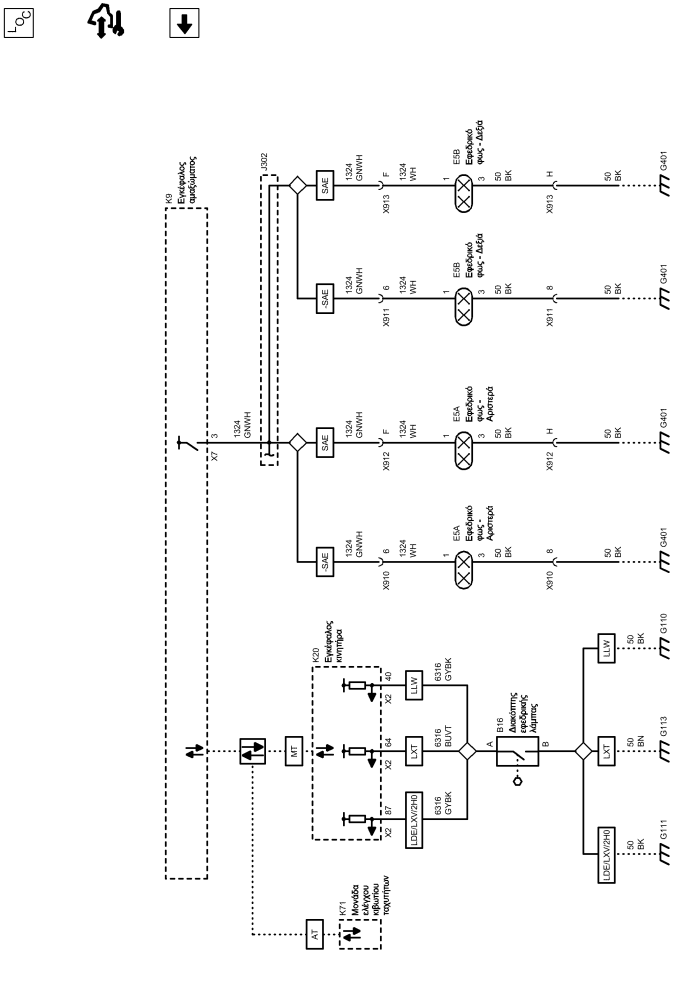 LOC
K9
Εγκέφαλος
αμαξώματος
X7
3
1324
GNWH
J302
SAE
1324
GNWH
X913
F
1324
WH
1
E5B
Εφεδρικό
φως - Δεξιά
3
50
BK
X913
H
50
BK
G401
-SAE
1324
GNWH
X911
6
1324
WH
1
E5B
Εφεδρικό
φως - Δεξιά
3
50
BK
X911
8
50
BK
G401
SAE
1324
GNWH
X912
F
1324
WH
1
E5A
Εφεδρικό
φως -
Αριστερά
3
50
BK
X912
H
50
BK
G401
-SAE
1324
GNWH
X910
6
1324
WH
1
E5A
Εφεδρικό
φως -
Αριστερά
3
50
BK
X910
8
50
BK
G401
MT
K20
Εγκέφαλος
κινητήρα
X2
40
LLW
6316
GYBK
X2
64
LXT
6316
BUVT
X2
87
LDE/LXV/2H0
6316
GYBK
A
B16
Διακόπτης
εφεδρικής
λάμπας
B
LLW
50
BK
G110
LXT
50
BN
G113
LDE/LXV/2H0
50
BK
G111
AT
K71
Μονάδα
ελέγχου
κιβωτίου
ταχυτήτων